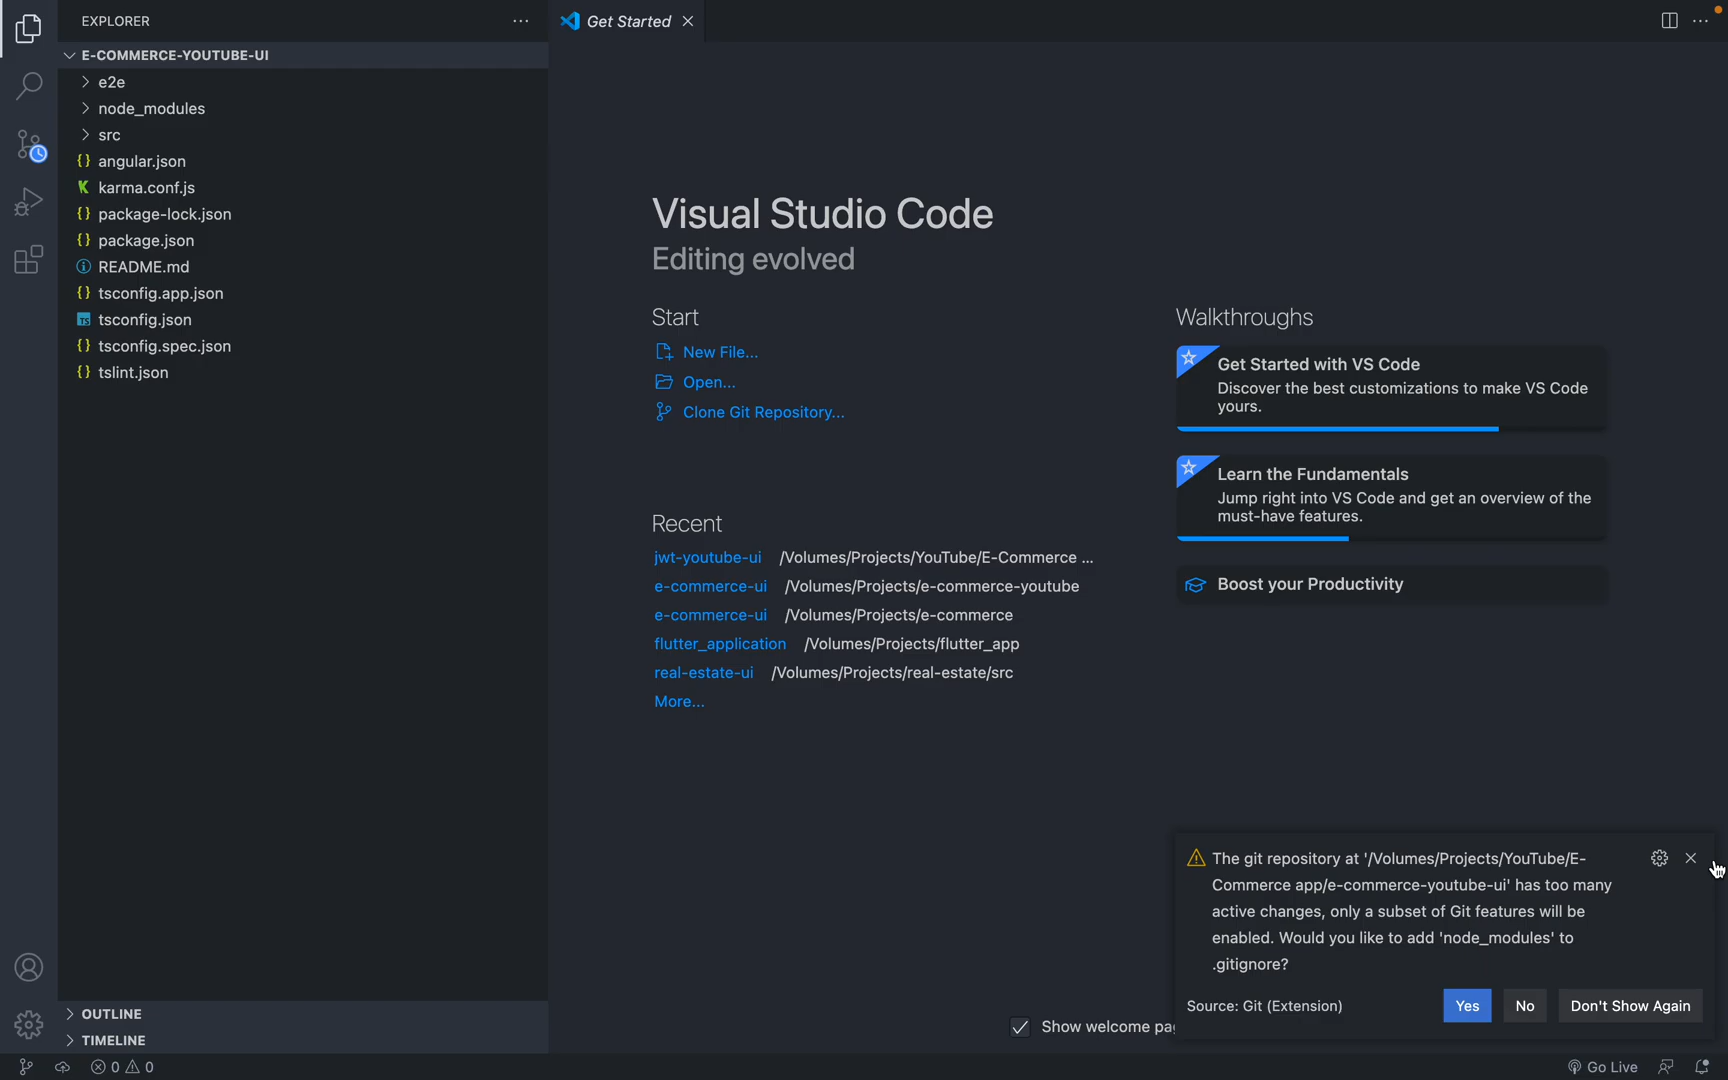 EXPLORER
Get Started
E-COMMERCE-YOUTUBE-UI
e2e
node_modules
src
angular.json
karma.conf.js
package-lock.json
package.json
README.md
tsconfig.app.json
tsconfig.json
tsconfig.spec.json
tslint.json
OUTLINE
TIMELINE
Visual Studio Code
Editing evolved
Start
New File...
Open...
Clone Git Repository...
Recent
jwt-youtube-ui /Volumes/Projects/YouTube/E-Commerce ...
e-commerce-ui /Volumes/Projects/e-commerce-youtube
e-commerce-ui /Volumes/Projects/e-commerce
flutter_application /Volumes/Projects/flutter_app
real-estate-ui /Volumes/Projects/real-estate/src
More...
Walkthroughs
Get Started with VS Code
Discover the best customizations to make VS Code
yours.
Learn the Fundamentals
Jump right into VS Code and get an overview of the
must-have features.
Boost your Productivity
The git repository at '/Volumes/Projects/YouTube/E-
Commerce app/e-commerce-youtube-ui' has too many
active changes, only a subset of Git features will be
enabled. Would you like to add 'node_modules' to
.gitignore?
Source: Git (Extension)
Yes
No
Don't Show Again
Show welcome pag
0 0
Go Live